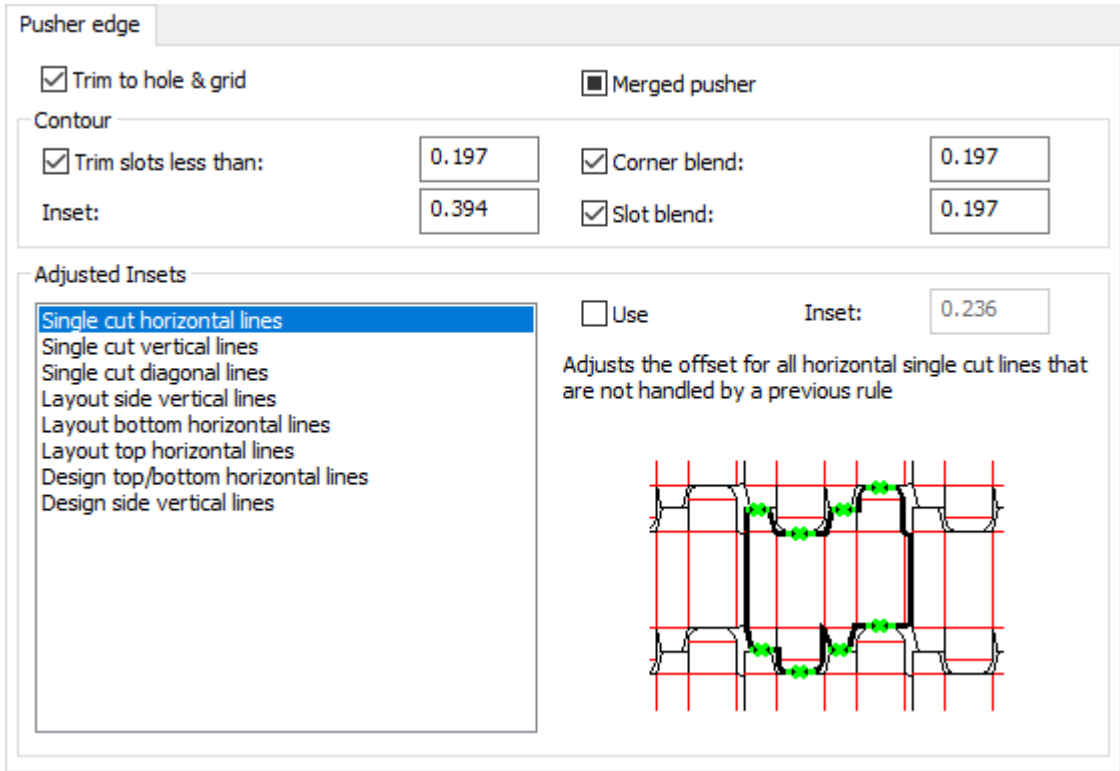 Pusher edge
Trim to hole & grid
Merged pusher
Contour
Trim slots less than:
0.197
Corner blend:
0.197
Inset:
0.394
Slot blend:
0.197
Adjusted Insets
Single cut horizontal lines
Single cut vertical lines
Single cut diagonal lines
Layout side vertical lines
Layout bottom horizontal lines
Layout top horizontal lines
Design top/bottom horizontal lines
Design side vertical lines
Use
Inset:
0.236
Adjusts the offset for all horizontal single cut lines that
are not handled by a previous rule